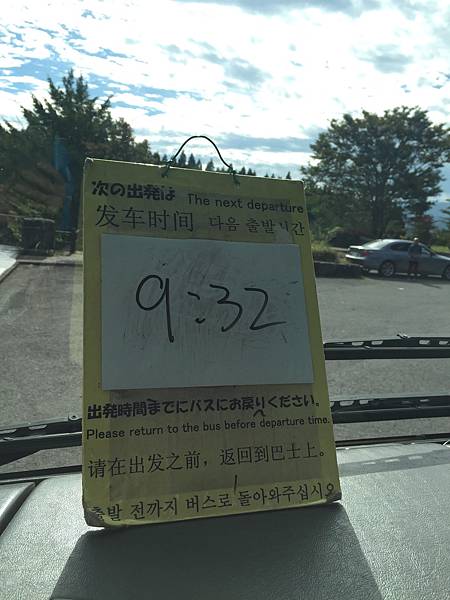 次の出発は The next departure
发车时间 다음 출발시간
9:32
出発時間までにバスにお戻りください。
Please return to the bus before departure time.
请在出发之前，返回到巴士上。
출발 전까지 버스로 돌아와주십시오